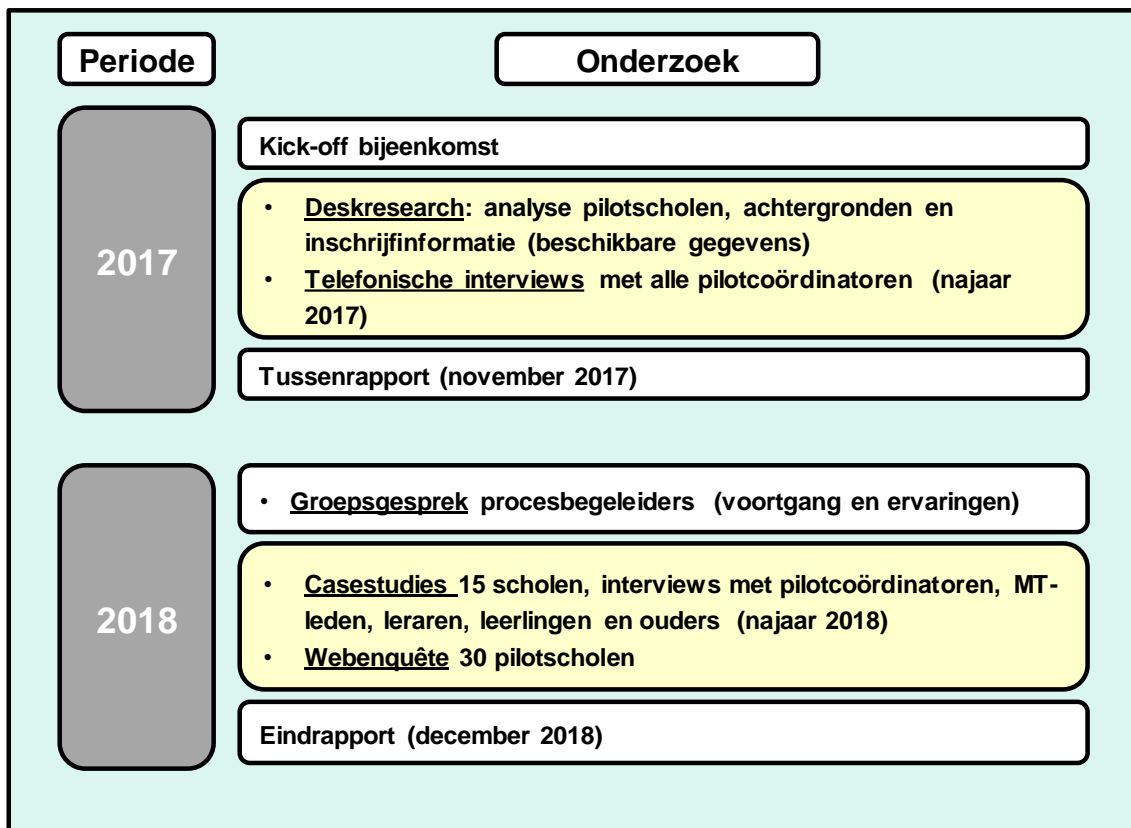 Periode
Onderzoek
2017
Kick-off bijeenkomst
• Deskresearch: analyse pilotscholen, achtergronden en
inschrijfinformatie (beschikbare gegevens)
• Telefonische interviews met alle pilotcoördinatoren (najaar
2017)
Tussenrapport (november 2017)
2018
• Groepsgesprek procesbegeleiders (voortgang en ervaringen)
• Casestudies 15 scholen, interviews met pilotcoördinatoren, MT-
leden, leraren, leerlingen en ouders (najaar 2018)
• Webenquête 30 pilotscholen
Eindrapport (december 2018)